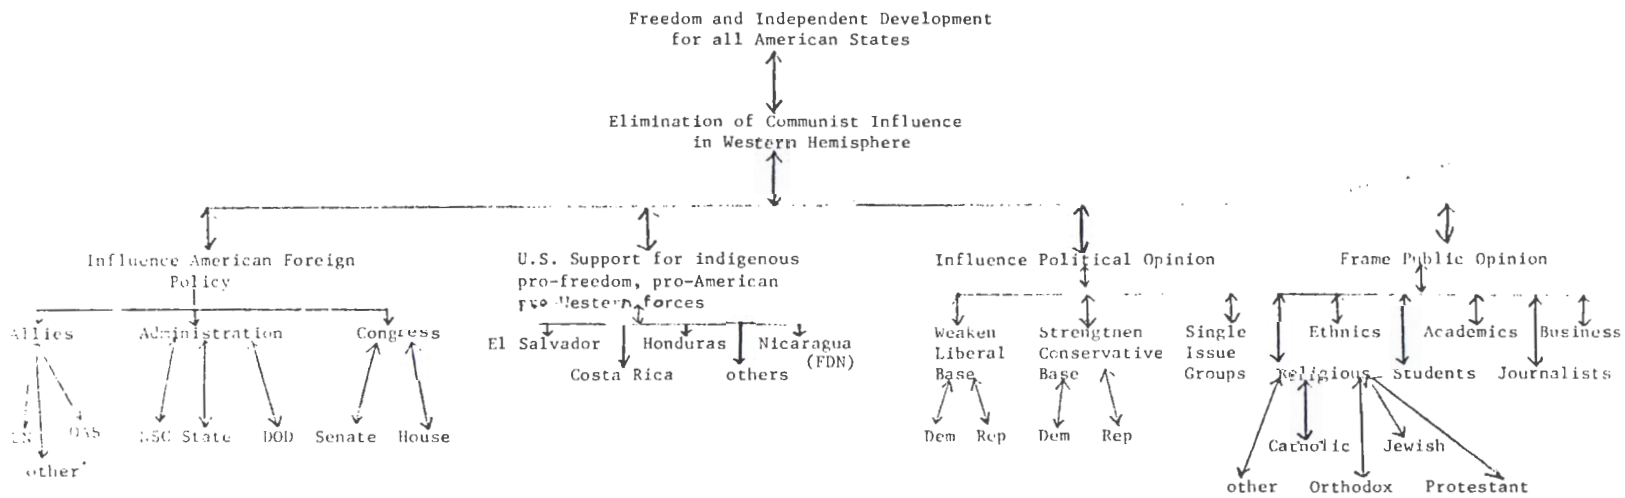 Freedom and Independent Development
for all American States
Elimination of Communist Influence
in Western Hemisphere
Influence American Foreign
Policy
U.S. Support for indigenous
pro-freedom, pro-American
pro-Western forces
Influence Political Opinion
Frame Public Opinion
Allies
Administration
Congress
El Salvador
Honduras
Nicaragua
(FDN)
Costa Rica
others
Weaken
Liberal
Base
Strengthen
Conservative
Base
Single
Issue
Groups
Ethnics
Academics
Business
Religious
Students
Journalists
OAS
other
NSC
State
DOD
Senate
House
Dem
Rep
Dem
Rep
Catholic
Jewish
other
Orthodox
Protestant